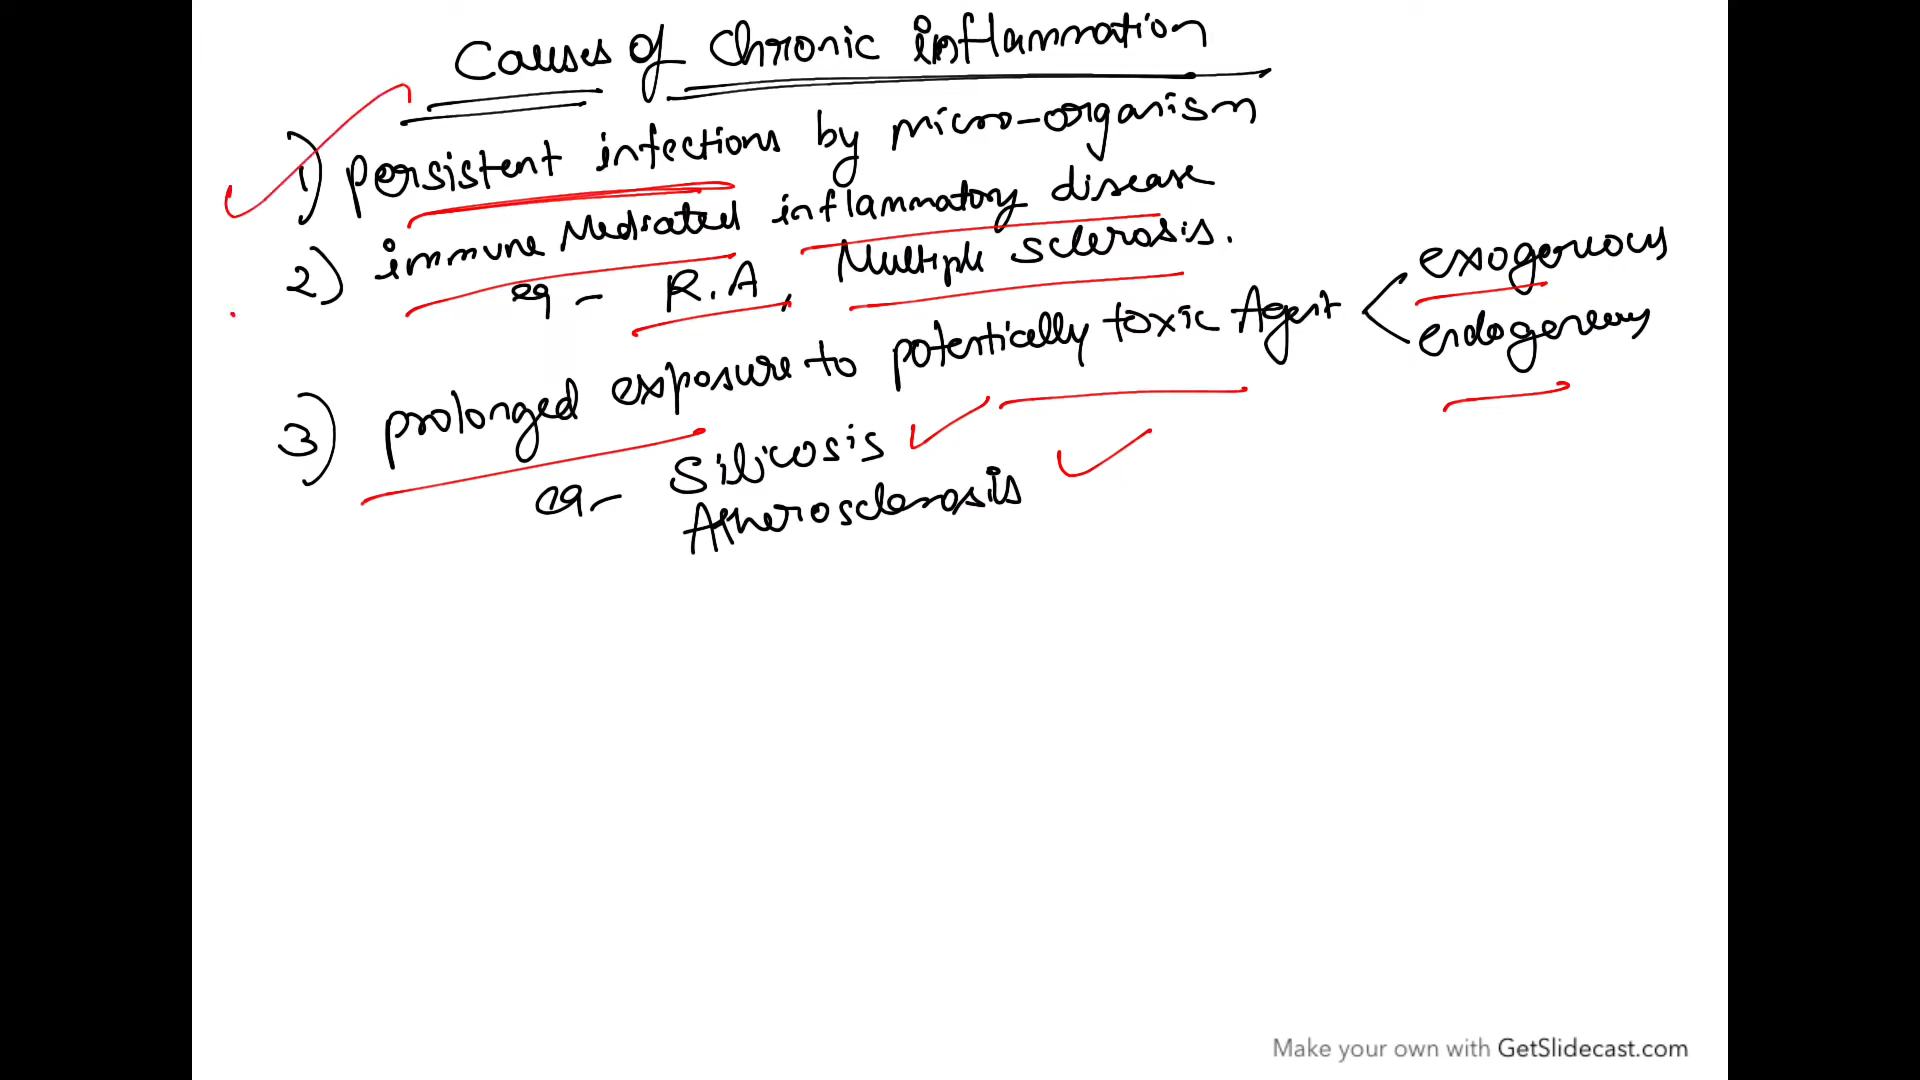 Causes of Chronic inflammation
1) persistent infections by micro-organism
2) immune Mediated inflammatory disease
eg - R.A, Multiple sclerosis.
3) prolonged exposure to potentially toxic Agent < exogenous
endogenous
eg - Silicosis
Atherosclerosis
Make your own with GetSlidecast.com